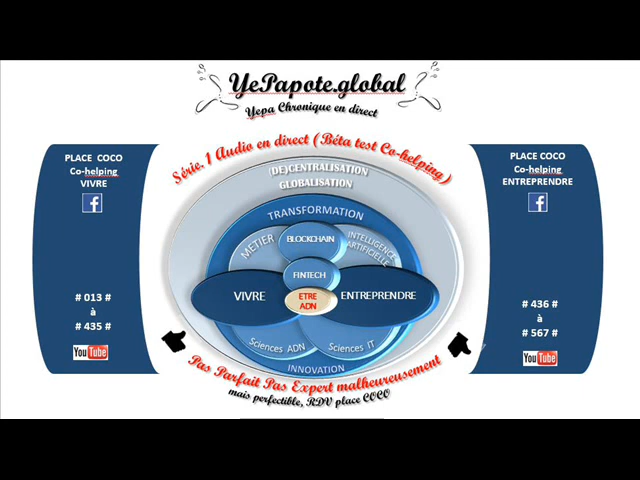 YePapote.global
Yepa Chronique en direct
Série, 1 Audio en direct (Béta test Co-helping)
PLACE COCO
Co-helping
VIVRE
# 013 #
à
# 435 #
YouTube
(DE)CENTRALISATION
GLOBALISATION
TRANSFORMATION
METIER
BLOCKCHAIN
INTELLIGENCE
ARTIFICIELLE
FINTECH
VIVRE
ETRE
ADN
ENTREPRENDRE
Sciences ADN
Sciences IT
INNOVATION
PLACE COCO
Co-helping
ENTREPRENDRE
# 436 #
à
# 567 #
YouTube
Pas Parfait Pas Expert malheureusement
mais perfectible, RDV place COCO